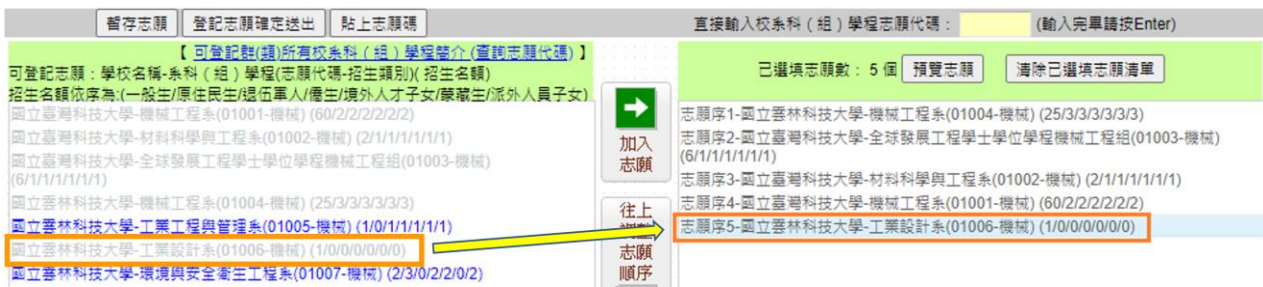 暫存志願 登記志願確定送出 貼上志願碼
直接輸入校系科(組)學程志願代碼: (輸入完畢請按Enter)
【 可登記群(類)所有校系科(組)學程簡介 (查詢志願代碼) 】
可登記志願:學校名稱-系科(組)學程(志願代碼-招生類別)( 招生名額)
招生名額依序為:(一般生/原住民生/退伍軍人/僑生/境外人才子女/蒙藏生/派外人員子女)
國立臺灣科技大學-機械工程系(01001-機械) (60/2/2/2/2/2/2)
國立臺灣科技大學-材料科學與工程系(01002-機械) (2/1/1/1/1/1/1)
國立臺灣科技大學-全球發展工程學士學位學程機械工程組(01003-機械)
(6/1/1/1/1/1/1)
國立雲林科技大學-機械工程系(01004-機械) (25/3/3/3/3/3/3)
國立雲林科技大學-工業工程與管理系(01005-機械) (1/0/1/1/1/1/1)
國立雲林科技大學-工業設計系(01006-機械) (1/0/0/0/0/0/0)
國立雲林科技大學-環境與安全衛生工程系(01007-機械) (2/3/0/2/2/0/2)
加入
志願
往上
志願
順序
已選填志願數: 5 個 預覽志願 清除已選填志願清單
志願序1-國立雲林科技大學-機械工程系(01004-機械) (25/3/3/3/3/3/3)
志願序2-國立臺灣科技大學-全球發展工程學士學位學程機械工程組(01003-機械)
(6/1/1/1/1/1/1)
志願序3-國立臺灣科技大學-材料科學與工程系(01002-機械) (2/1/1/1/1/1/1)
志願序4-國立臺灣科技大學-機械工程系(01001-機械) (60/2/2/2/2/2/2)
志願序5-國立雲林科技大學-工業設計系(01006-機械) (1/0/0/0/0/0/0)